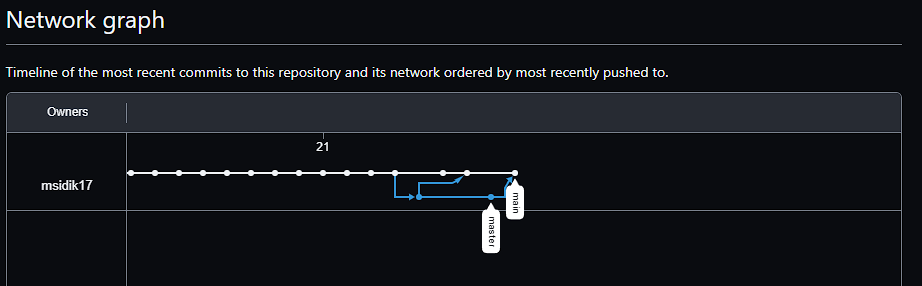 Network graph
Timeline of the most recent commits to this repository and its network ordered by most recently pushed to.
Owners
21
msidik17
main
master